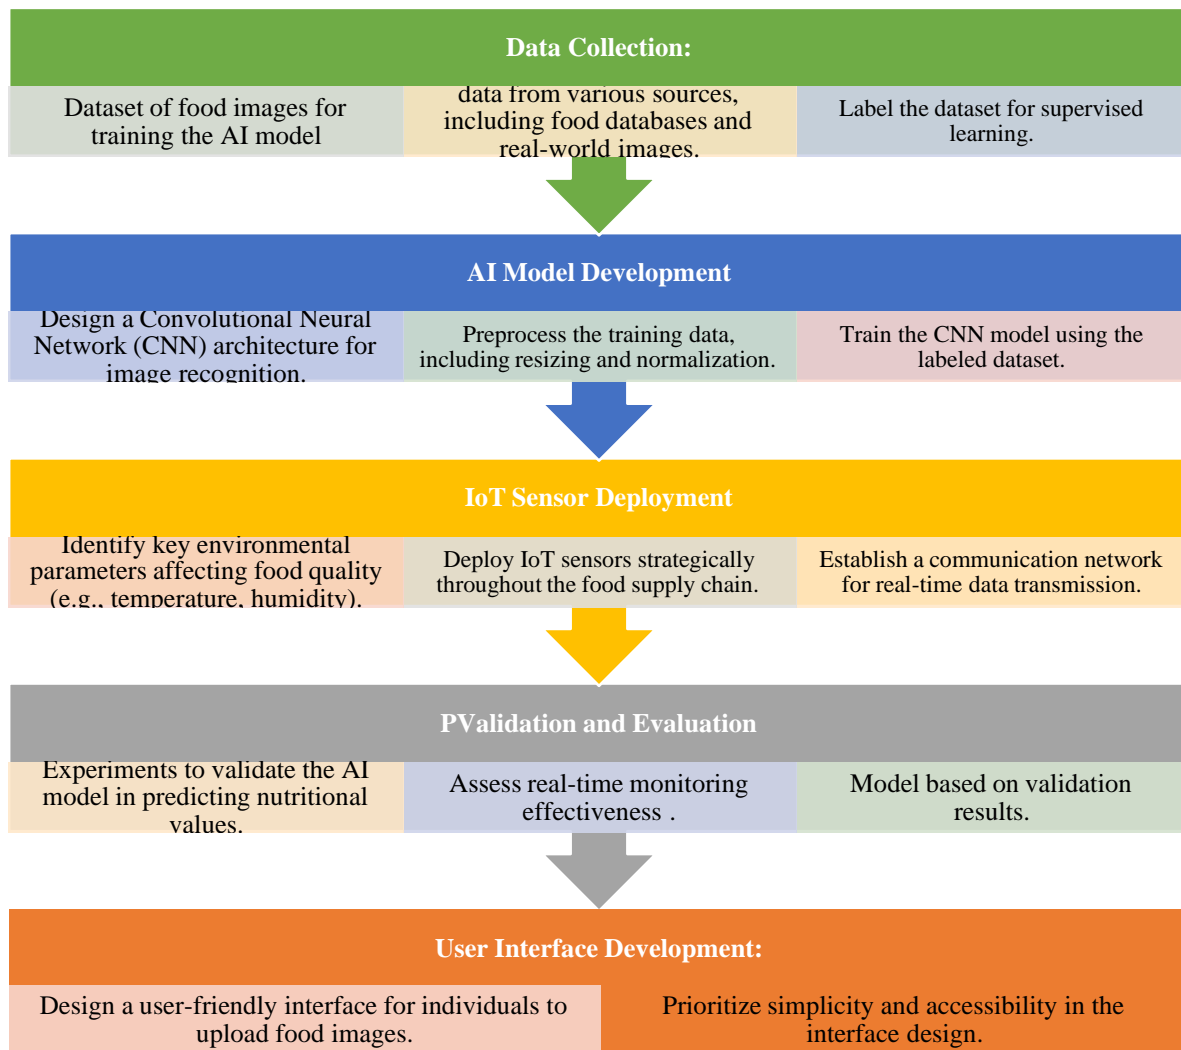 Data Collection:
Dataset of food images for
training the AI model
data from various sources,
including food databases and
real-world images.
Label the dataset for supervised
learning.
AI Model Development
Design a Convolutional Neural
Network (CNN) architecture for
image recognition.
Preprocess the training data,
including resizing and normalization.
Train the CNN model using the
labeled dataset.
IoT Sensor Deployment
Identify key environmental
parameters affecting food quality
(e.g., temperature, humidity).
Deploy IoT sensors strategically
throughout the food supply chain.
Establish a communication network
for real-time data transmission.
PValidation and Evaluation
Experiments to validate the AI
model in predicting nutritional
values.
Assess real-time monitoring
effectiveness .
Model based on validation
results.
User Interface Development:
Design a user-friendly interface for individuals to
upload food images.
Prioritize simplicity and accessibility in the
interface design.